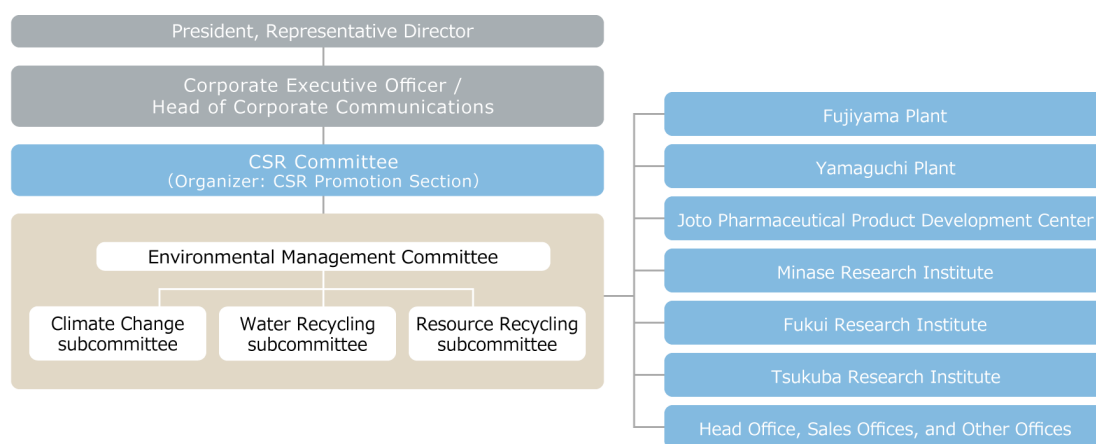 President, Representative Director
Corporate Executive Officer /
Head of Corporate Communications
CSR Committee
(Organizer: CSR Promotion Section)
Environmental Management Committee
Climate Change
subcommittee
Water Recycling
subcommittee
Resource Recycling
subcommittee
Fujiyama Plant
Yamaguchi Plant
Joto Pharmaceutical Product Development Center
Minase Research Institute
Fukui Research Institute
Tsukuba Research Institute
Head Office, Sales Offices, and Other Offices